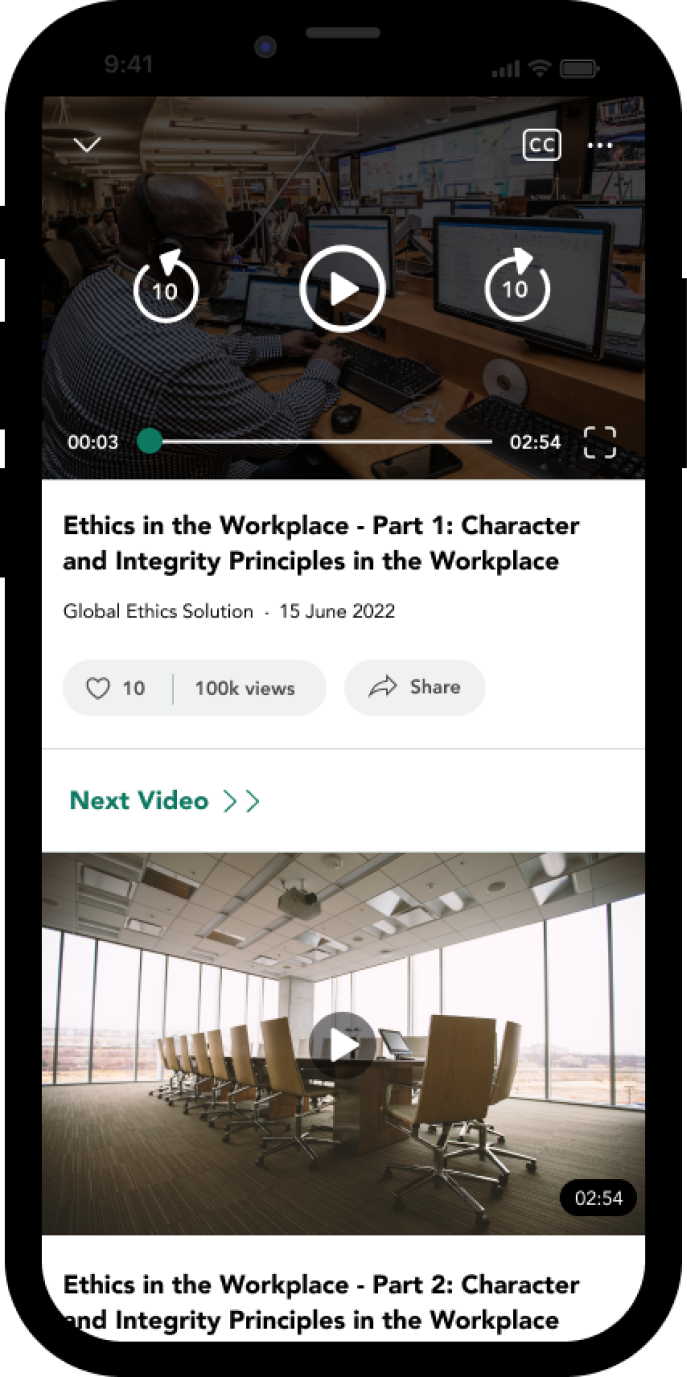 9:41
CC
10
10
00:03
02:54
Ethics in the Workplace - Part 1: Character
and Integrity Principles in the Workplace
Global Ethics Solution · 15 June 2022
10
100k views
Share
Next Video
02:54
Ethics in the Workplace - Part 2: Character
and Integrity Principles in the Workplace